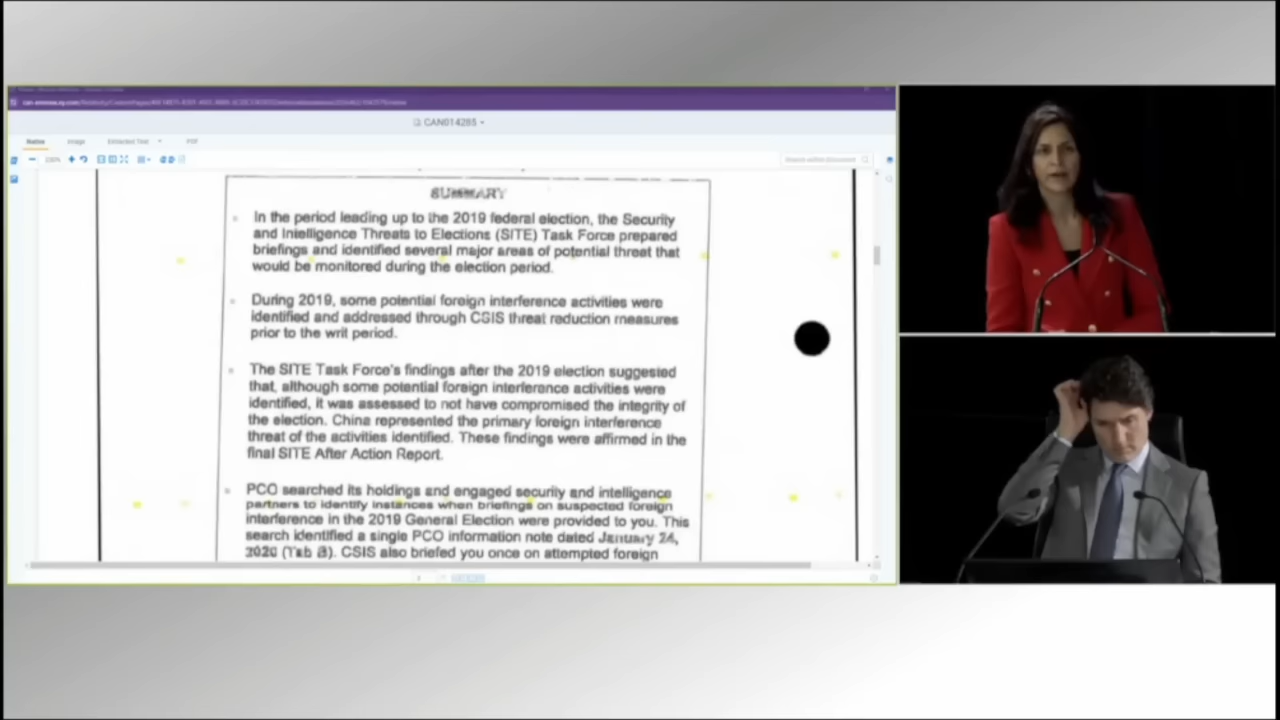 CAN014285
Native
Image
Extracted Text
PDF
SUMMARY
In the period leading up to the 2019 federal election, the Security
and Intelligence Threats to Elections (SITE) Task Force prepared
briefings and identified several major areas of potential threat that
would be monitored during the election period.
During 2019, some potential foreign interference activities were
identified and addressed through CSIS threat reduction measures
prior to the writ period.
The SITE Task Force's findings after the 2019 election suggested
that, although some potential foreign interference activities were
identified, it was assessed to not have compromised the integrity of
the election. China represented the primary foreign interference
threat of the activities identified. These findings were affirmed in the
final SITE After Action Report.
PCO searched its holdings and engaged security and intelligence
partners to identify instances when briefings on suspected foreign
interference in the 2019 General Election were provided to you. This
search identified a single PCO information note dated January 24,
2020 (Tab B). CSIS also briefed you once on attempted foreign